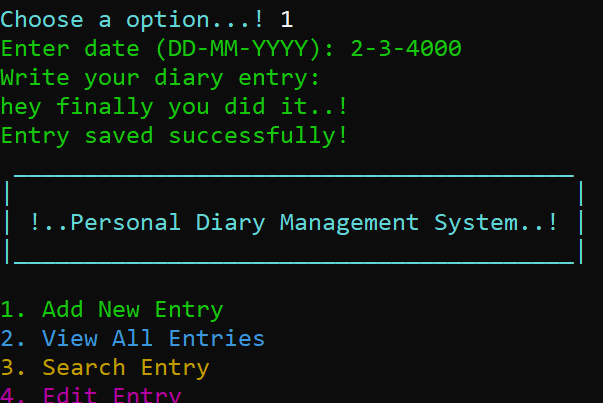 Choose a option...! 1
Enter date (DD-MM-YYYY): 2-3-4000
Write your diary entry:
hey finally you did it..!
Entry saved successfully!
!..Personal Diary Management System..!
1. Add New Entry
2. View All Entries
3. Search Entry
4. Edit Entry